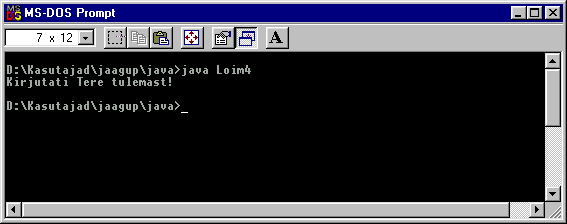 MS-DOS Prompt
7 x 12
A
D:\Kasutajad\jaagup\java>java Loim4
Kirjutati Tere tulemast!
D:\Kasutajad\jaagup\java>_